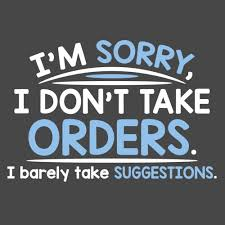 I'M SORRY,
I DON'T TAKE
ORDERS.
I barely take SUGGESTIONS.